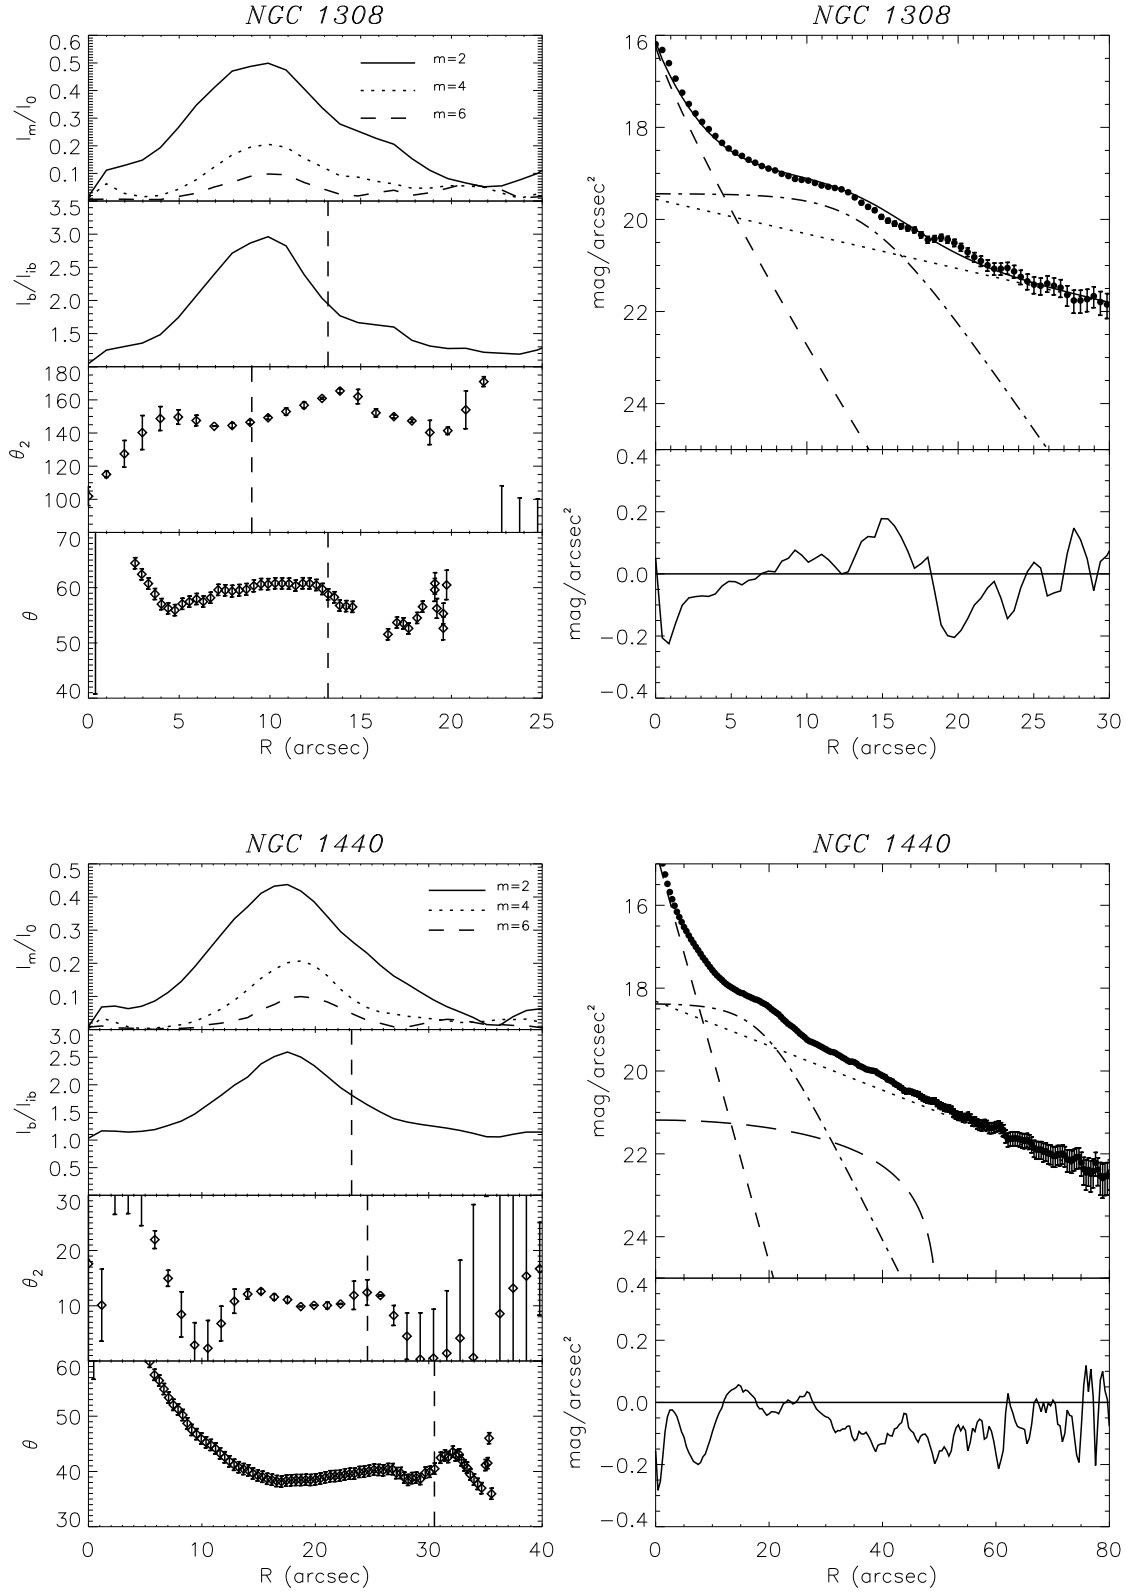 NGC 1308
NGC 1308
0.6
0.5
0.4
0.3
0.2
0.1
I_m/I_0
m=2
m=4
m=6
3.5
3.0
2.5
2.0
1.5
I_b/I_ib
180
160
140
120
100
θ_2
70
60
50
40
θ
0 5 10 15 20 25
R (arcsec)
16
18
20
22
24
mag/arcsec²
0.4
0.2
0.0
−0.2
−0.4
mag/arcsec²
0 5 10 15 20 25 30
R (arcsec)
NGC 1440
NGC 1440
0.5
0.4
0.3
0.2
0.1
I_m/I_0
m=2
m=4
m=6
3.0
2.5
2.0
1.5
1.0
0.5
I_b/I_ib
30
20
10
θ_2
60
50
40
30
θ
0 10 20 30 40
R (arcsec)
16
18
20
22
24
mag/arcsec²
0.4
0.2
0.0
−0.2
−0.4
mag/arcsec²
0 20 40 60 80
R (arcsec)